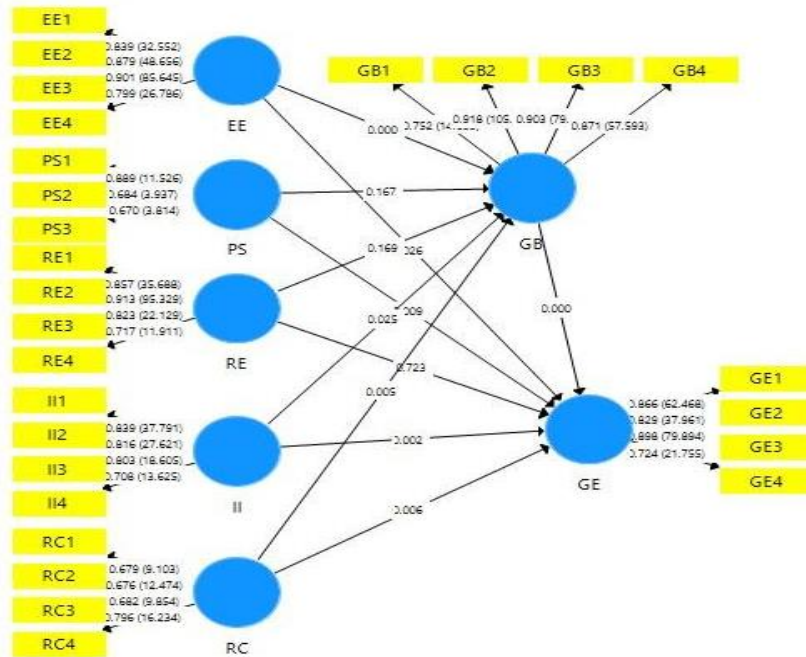 EE1
EE2
EE3
EE4
0.839 (32.552)
0.879 (48.656)
0.901 (85.645)
0.799 (26.786)
EE
PS1
PS2
PS3
0.889 (11.526)
0.684 (3.937)
0.670 (3.814)
PS
RE1
RE2
RE3
RE4
0.857 (35.688)
0.913 (95.329)
0.823 (22.129)
0.717 (11.911)
RE
II1
II2
II3
II4
0.839 (37.791)
0.816 (27.621)
0.803 (18.605)
0.708 (13.625)
II
RC1
RC2
RC3
RC4
0.679 (9.103)
0.676 (12.474)
0.682 (9.854)
0.796 (16.234)
RC
GB1
GB2
GB3
GB4
0.871 (57.593)
GB
0.000
0.167
0.169
0.025
0.005
0.723
0.002
0.006
0.000
GE1
GE2
GE3
GE4
0.866 (62.468)
0.829 (37.961)
0.898 (79.894)
0.724 (21.755)
GE